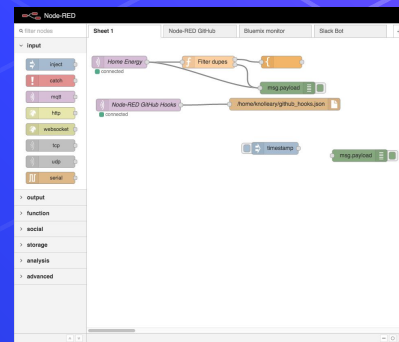 Node-RED
filter nodes
Sheet 1
Node-RED GitHub
Bluemix monitor
Slack Bot
input
inject
catch
mqtt
http
websocket
tcp
udp
serial
output
function
social
storage
analysis
advanced
Home Energy
connected
Filter dupes
{
msg.payload
Node-RED GitHub Hooks
connected
/home/knolleary/github_hooks.json
timestamp
msg.payload